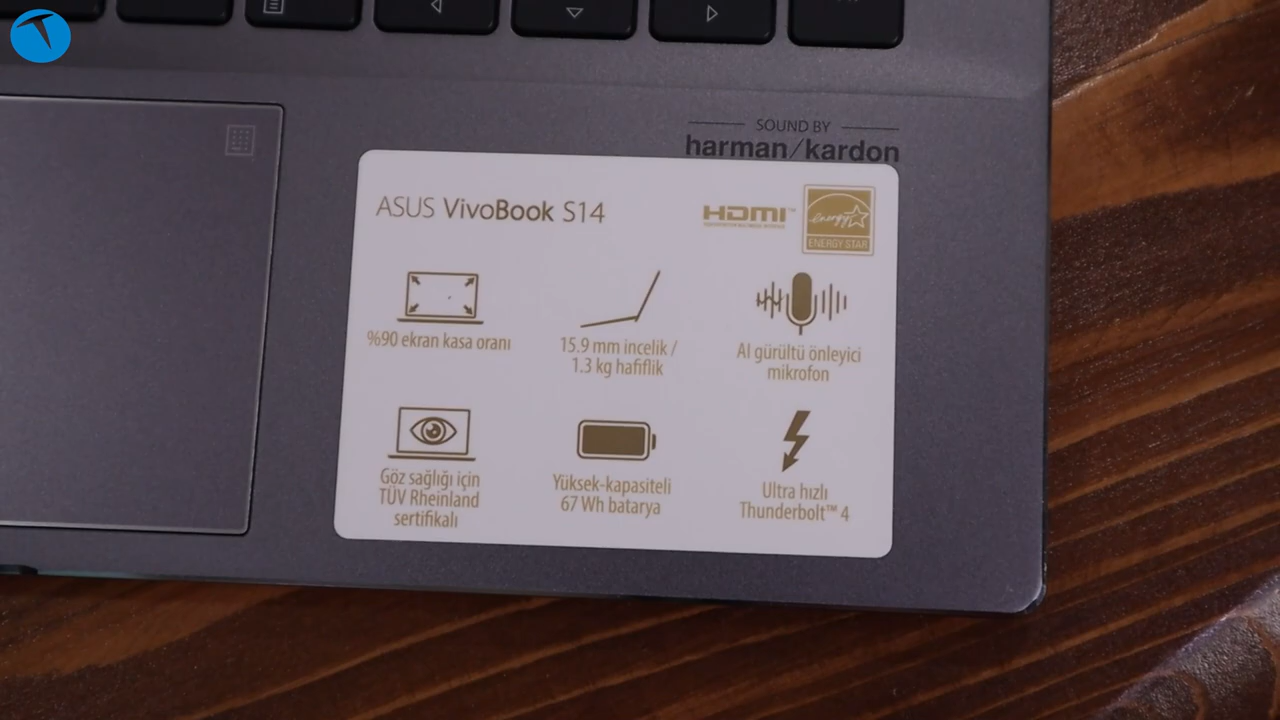 SOUND BY
harman/kardon
ASUS VivoBook S14
HDMI™
energy
ENERGY STAR
%90 ekran kasa oranı
15.9 mm incelik /
1.3 kg hafiflik
AI gürültü önleyici
mikrofon
Göz sağlığı için
TÜV Rheinland
sertifikalı
Yüksek-kapasiteli
67 Wh batarya
Ultra hızlı
Thunderbolt™ 4